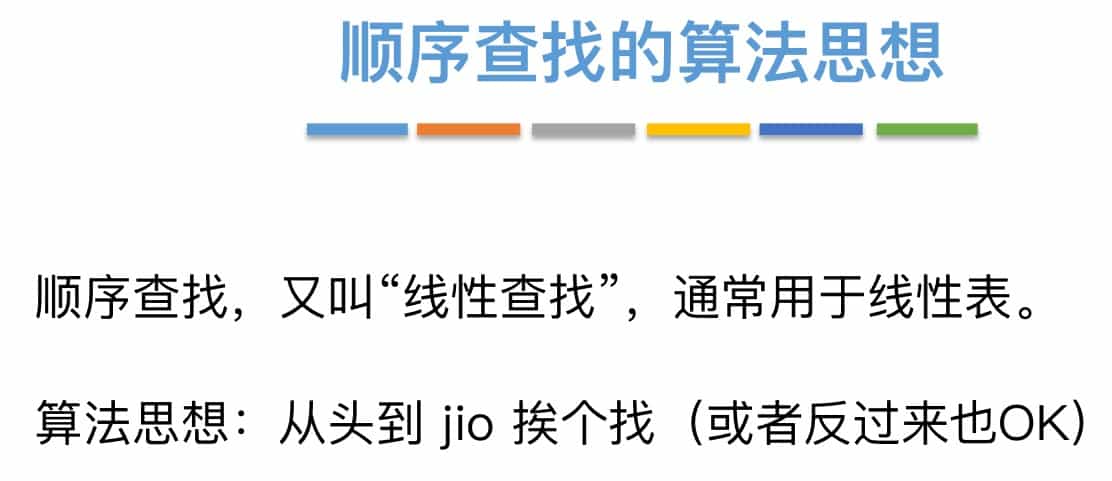 顺序查找的算法思想
顺序查找，又叫“线性查找”，通常用于线性表。
算法思想：从头到 jio 挨个找（或者反过来也OK）